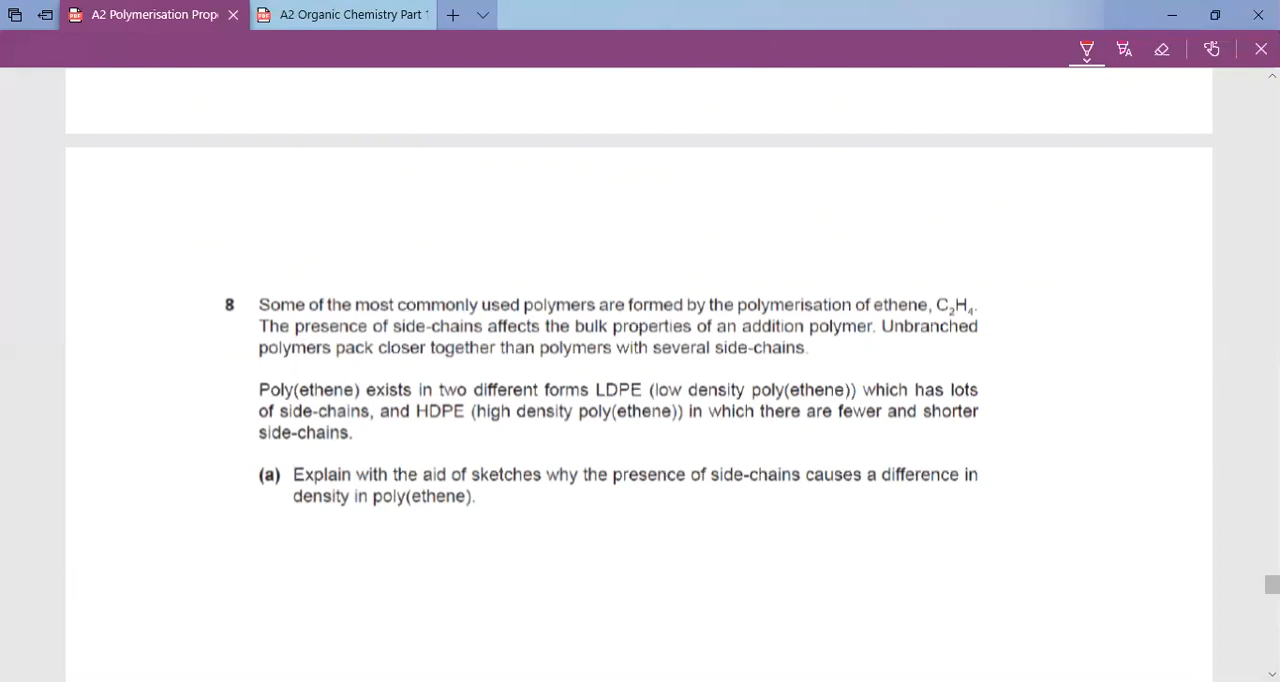 A2 Polymerisation Prop
A2 Organic Chemistry Part 1
8 Some of the most commonly used polymers are formed by the polymerisation of ethene, C₂H₄.
The presence of side-chains affects the bulk properties of an addition polymer. Unbranched
polymers pack closer together than polymers with several side-chains.
Poly(ethene) exists in two different forms LDPE (low density poly(ethene)) which has lots
of side-chains, and HDPE (high density poly(ethene)) in which there are fewer and shorter
side-chains.
(a) Explain with the aid of sketches why the presence of side-chains causes a difference in
density in poly(ethene).